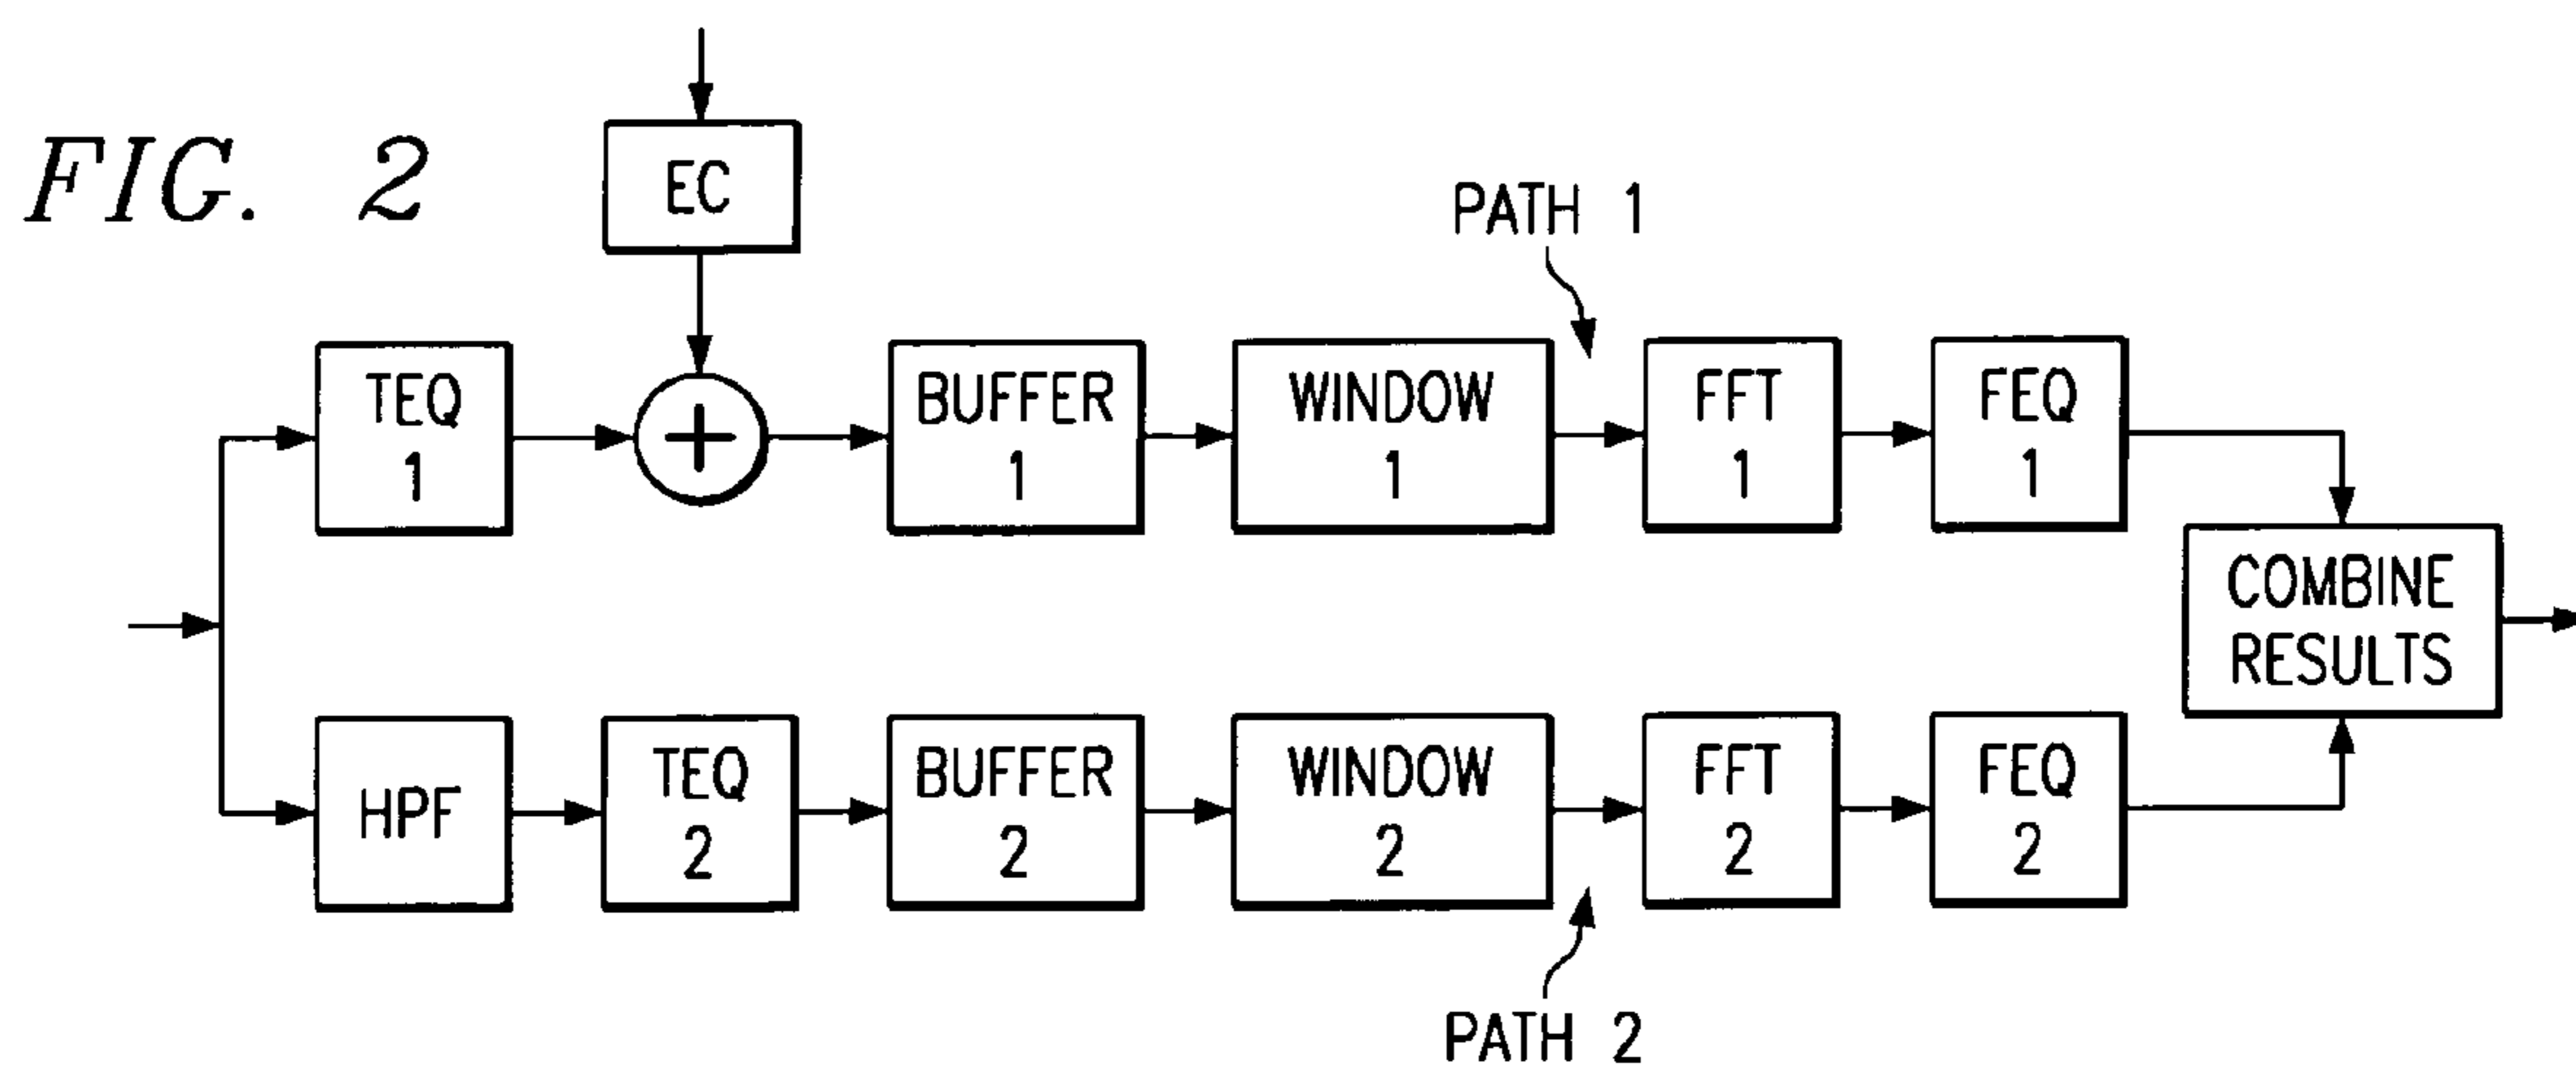 FIG. 2
EC
PATH 1
TEQ
1
+
BUFFER
1
WINDOW
1
FFT
1
FEQ
1
COMBINE
RESULTS
HPF
TEQ
2
BUFFER
2
WINDOW
2
FFT
2
FEQ
2
PATH 2